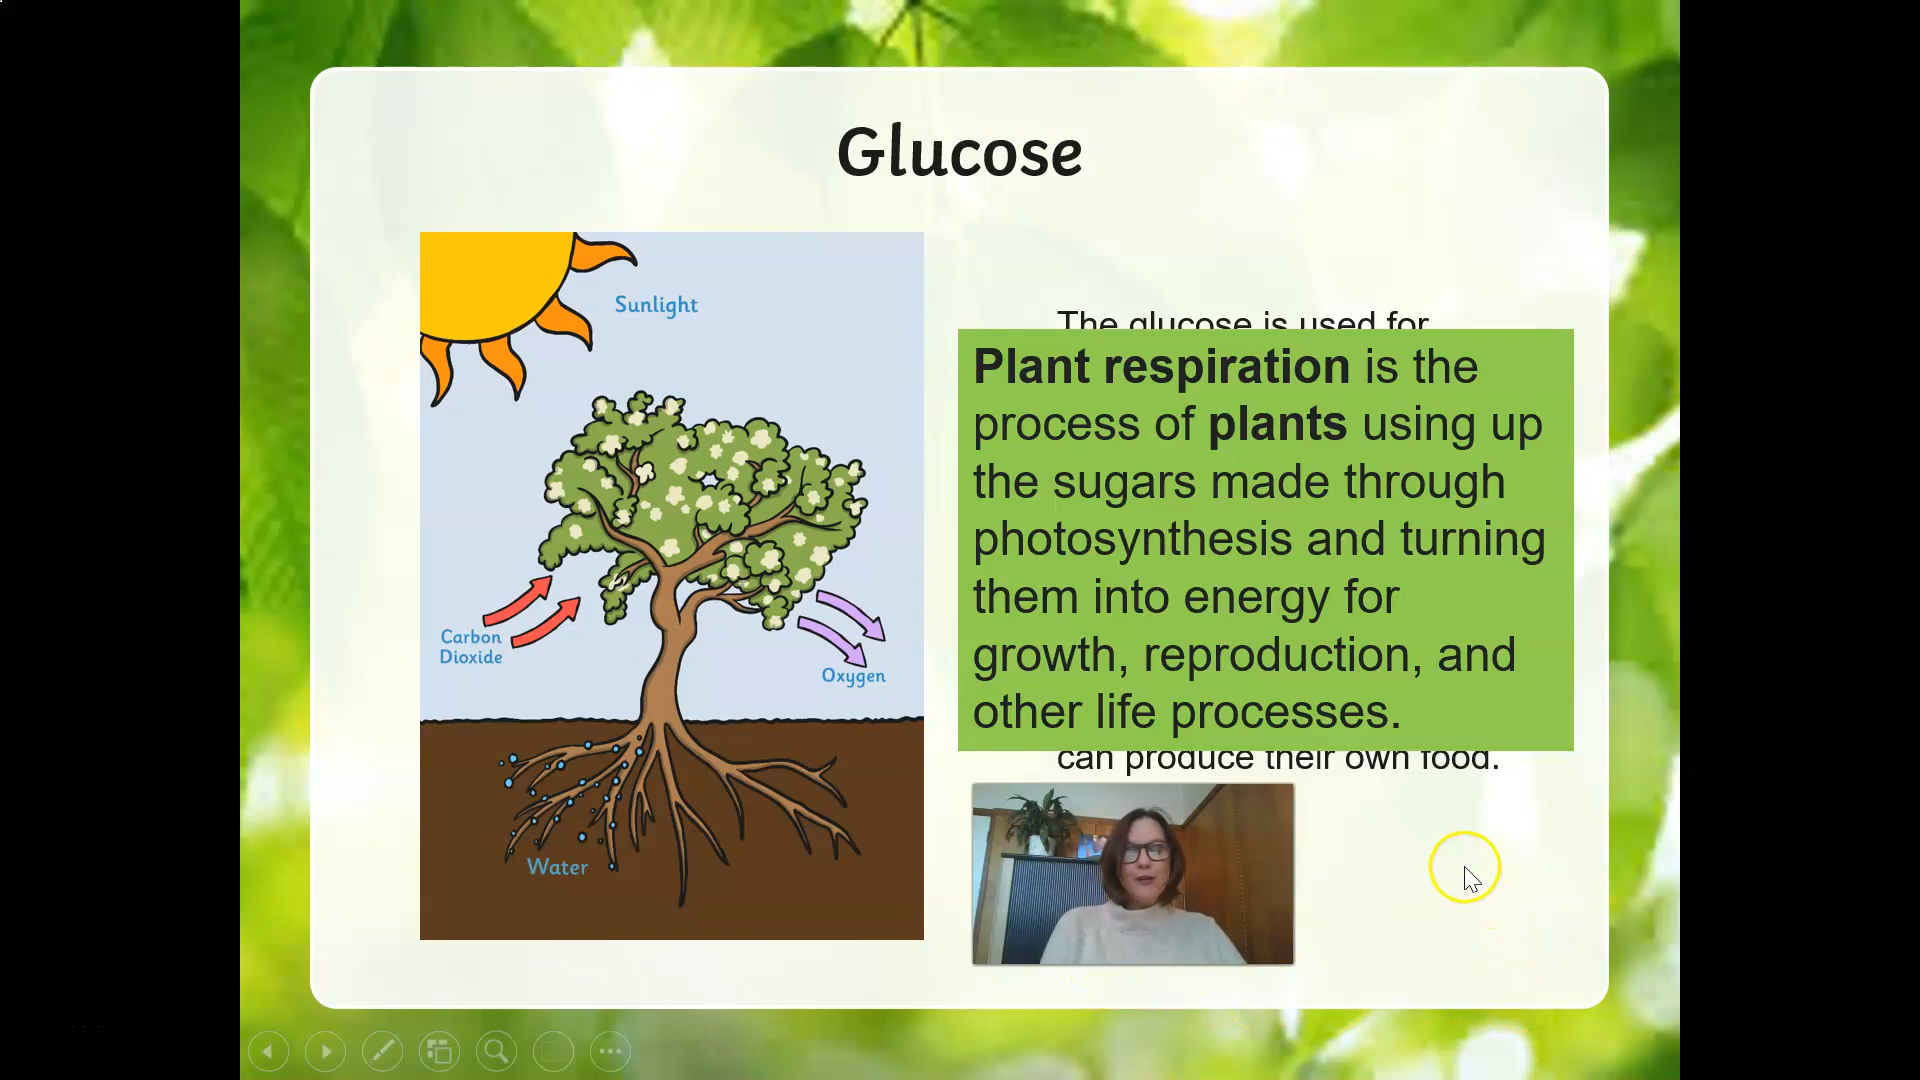 Glucose
Sunlight
The glucose is used for
Plant respiration is the
process of plants using up
the sugars made through
photosynthesis and turning
them into energy for
growth, reproduction, and
other life processes.
can produce their own food.
Carbon
Dioxide
Oxygen
Water